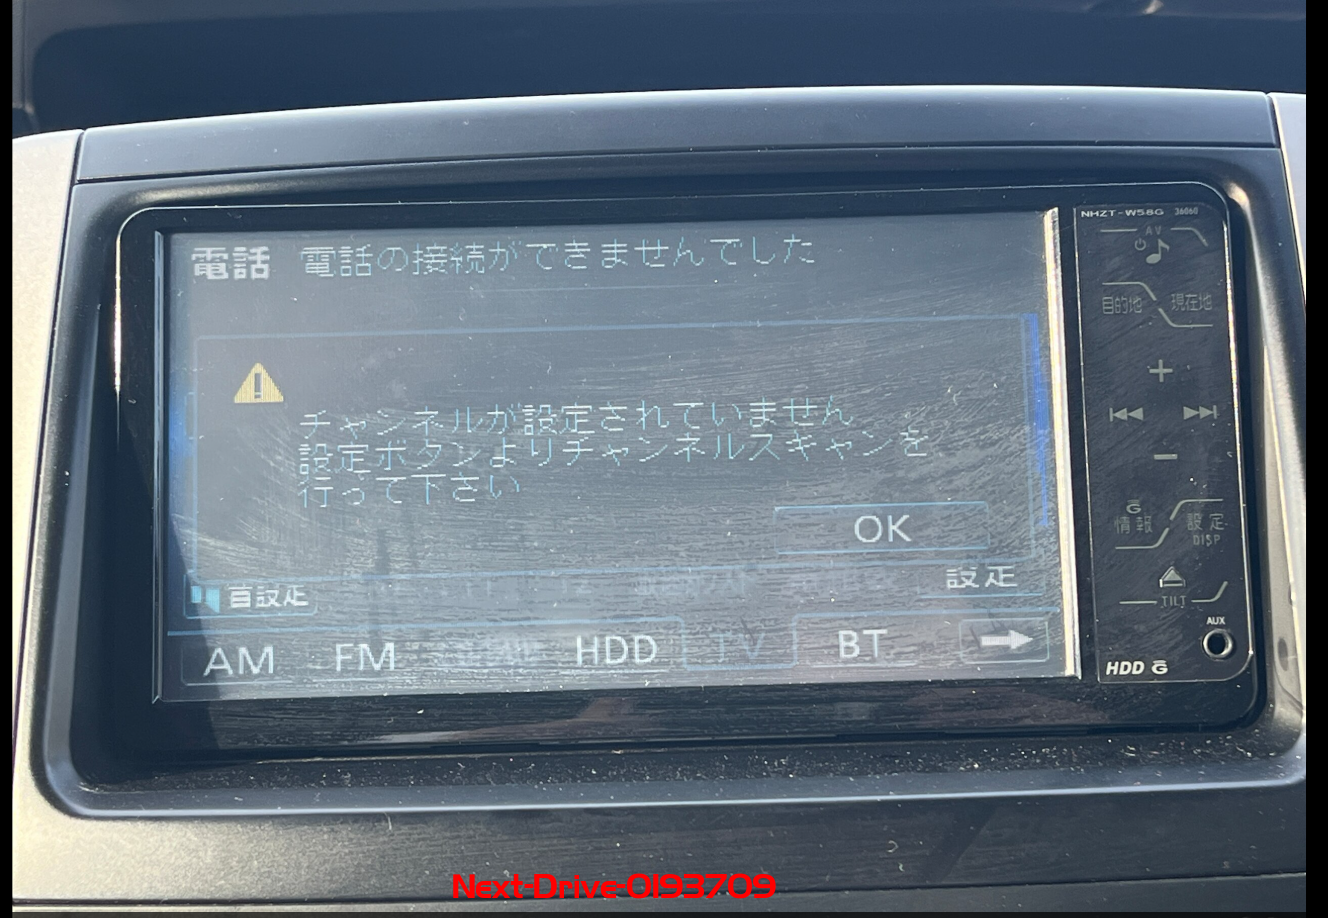 電話 電話の接続ができませんでした
チャンネルが設定されていません
設定ボタンよりチャンネルスキャンを
行って下さい
OK
音設定
設定
AM FM HDD TV BT
NHZT-W58G 36060
AV
目的地 現在地
+
-
G
情報 設定
DISP
TILT
AUX
HDD G
Next-Drive-0193709